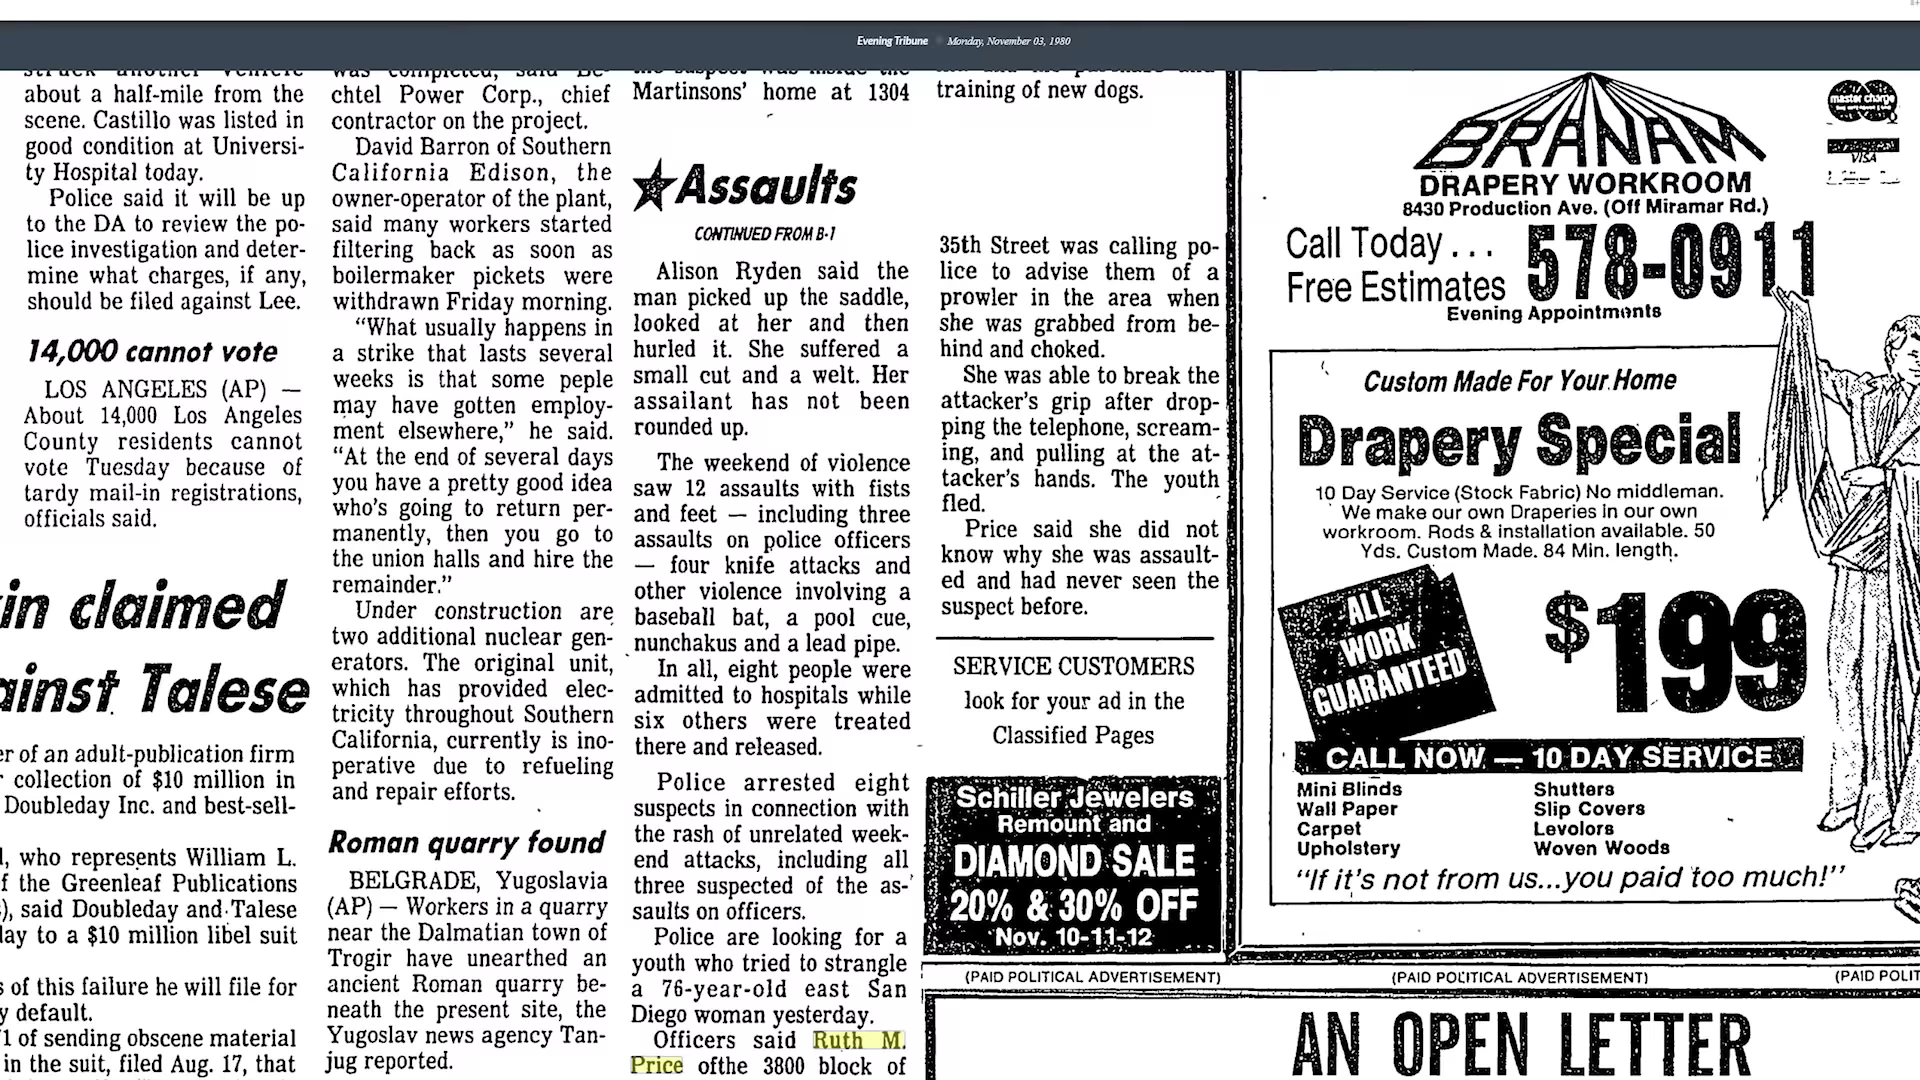 Evening Tribune Monday, November 03, 1980
struck another vehicle
about a half-mile from the
scene. Castillo was listed in
good condition at Universi-
ty Hospital today.
Police said it will be up
to the DA to review the po-
lice investigation and deter-
mine what charges, if any,
should be filed against Lee.
14,000 cannot vote
LOS ANGELES (AP) —
About 14,000 Los Angeles
County residents cannot
vote Tuesday because of
tardy mail-in registrations,
officials said.
in claimed
ainst Talese
er of an adult-publication firm
collection of $10 million in
Doubleday Inc. and best-sell-
, who represents William L.
f the Greenleaf Publications
), said Doubleday and Talese
lay to a $10 million libel suit
s of this failure he will file for
y default.
1 of sending obscene material
in the suit, filed Aug. 17, that
was completed, said Be-
chtel Power Corp., chief
contractor on the project.
David Barron of Southern
California Edison, the
owner-operator of the plant,
said many workers started
filtering back as soon as
boilermaker pickets were
withdrawn Friday morning.
“What usually happens in
a strike that lasts several
weeks is that some peple
may have gotten employ-
ment elsewhere,” he said.
“At the end of several days
you have a pretty good idea
who’s going to return per-
manently, then you go to
the union halls and hire the
remainder.”
Under construction are
two additional nuclear gen-
erators. The original unit,
which has provided elec-
tricity throughout Southern
California, currently is ino-
perative due to refueling
and repair efforts.
Roman quarry found
BELGRADE, Yugoslavia
(AP) — Workers in a quarry
near the Dalmatian town of
Trogir have unearthed an
ancient Roman quarry be-
neath the present site, the
Yugoslav news agency Tan-
jug reported.
the suspect was inside the
Martinsons’ home at 1304
training of new dogs.
Assaults
CONTINUED FROM B-1
Alison Ryden said the
man picked up the saddle,
looked at her and then
hurled it. She suffered a
small cut and a welt. Her
assailant has not been
rounded up.
The weekend of violence
saw 12 assaults with fists
and feet — including three
assaults on police officers
— four knife attacks and
other violence involving a
baseball bat, a pool cue,
nunchakus and a lead pipe.
In all, eight people were
admitted to hospitals while
six others were treated
there and released.
Police arrested eight
suspects in connection with
the rash of unrelated week-
end attacks, including all
three suspected of the as-
saults on officers.
Police are looking for a
youth who tried to strangle
a 76-year-old east San
Diego woman yesterday.
Officers said Ruth M.
Price ofthe 3800 block of
35th Street was calling po-
lice to advise them of a
prowler in the area when
she was grabbed from be-
hind and choked.
She was able to break the
attacker’s grip after drop-
ping the telephone, scream-
ing, and pulling at the at-
tacker’s hands. The youth
fled.
Price said she did not
know why she was assault-
ed and had never seen the
suspect before.
SERVICE CUSTOMERS
look for your ad in the
Classified Pages
Schiller Jewelers
Remount and
DIAMOND SALE
20% & 30% OFF
Nov. 10-11-12
BRANAM
DRAPERY WORKROOM
8430 Production Ave. (Off Miramar Rd.)
master charge
VISA
Call Today . . . 578-0911
Free Estimates
Evening Appointments
Custom Made For Your Home
Drapery Special
10 Day Service (Stock Fabric) No middleman.
We make our own Draperies in our own
workroom. Rods & installation available. 50
Yds. Custom Made. 84 Min. length.
ALL
WORK
GUARANTEED
$199
CALL NOW — 10 DAY SERVICE
Mini Blinds
Wall Paper
Carpet
Upholstery
Shutters
Slip Covers
Levolors
Woven Woods
“If it’s not from us...you paid too much!”
(PAID POLITICAL ADVERTISEMENT)
(PAID POLITICAL ADVERTISEMENT)
(PAID POLIT
AN OPEN LETTER